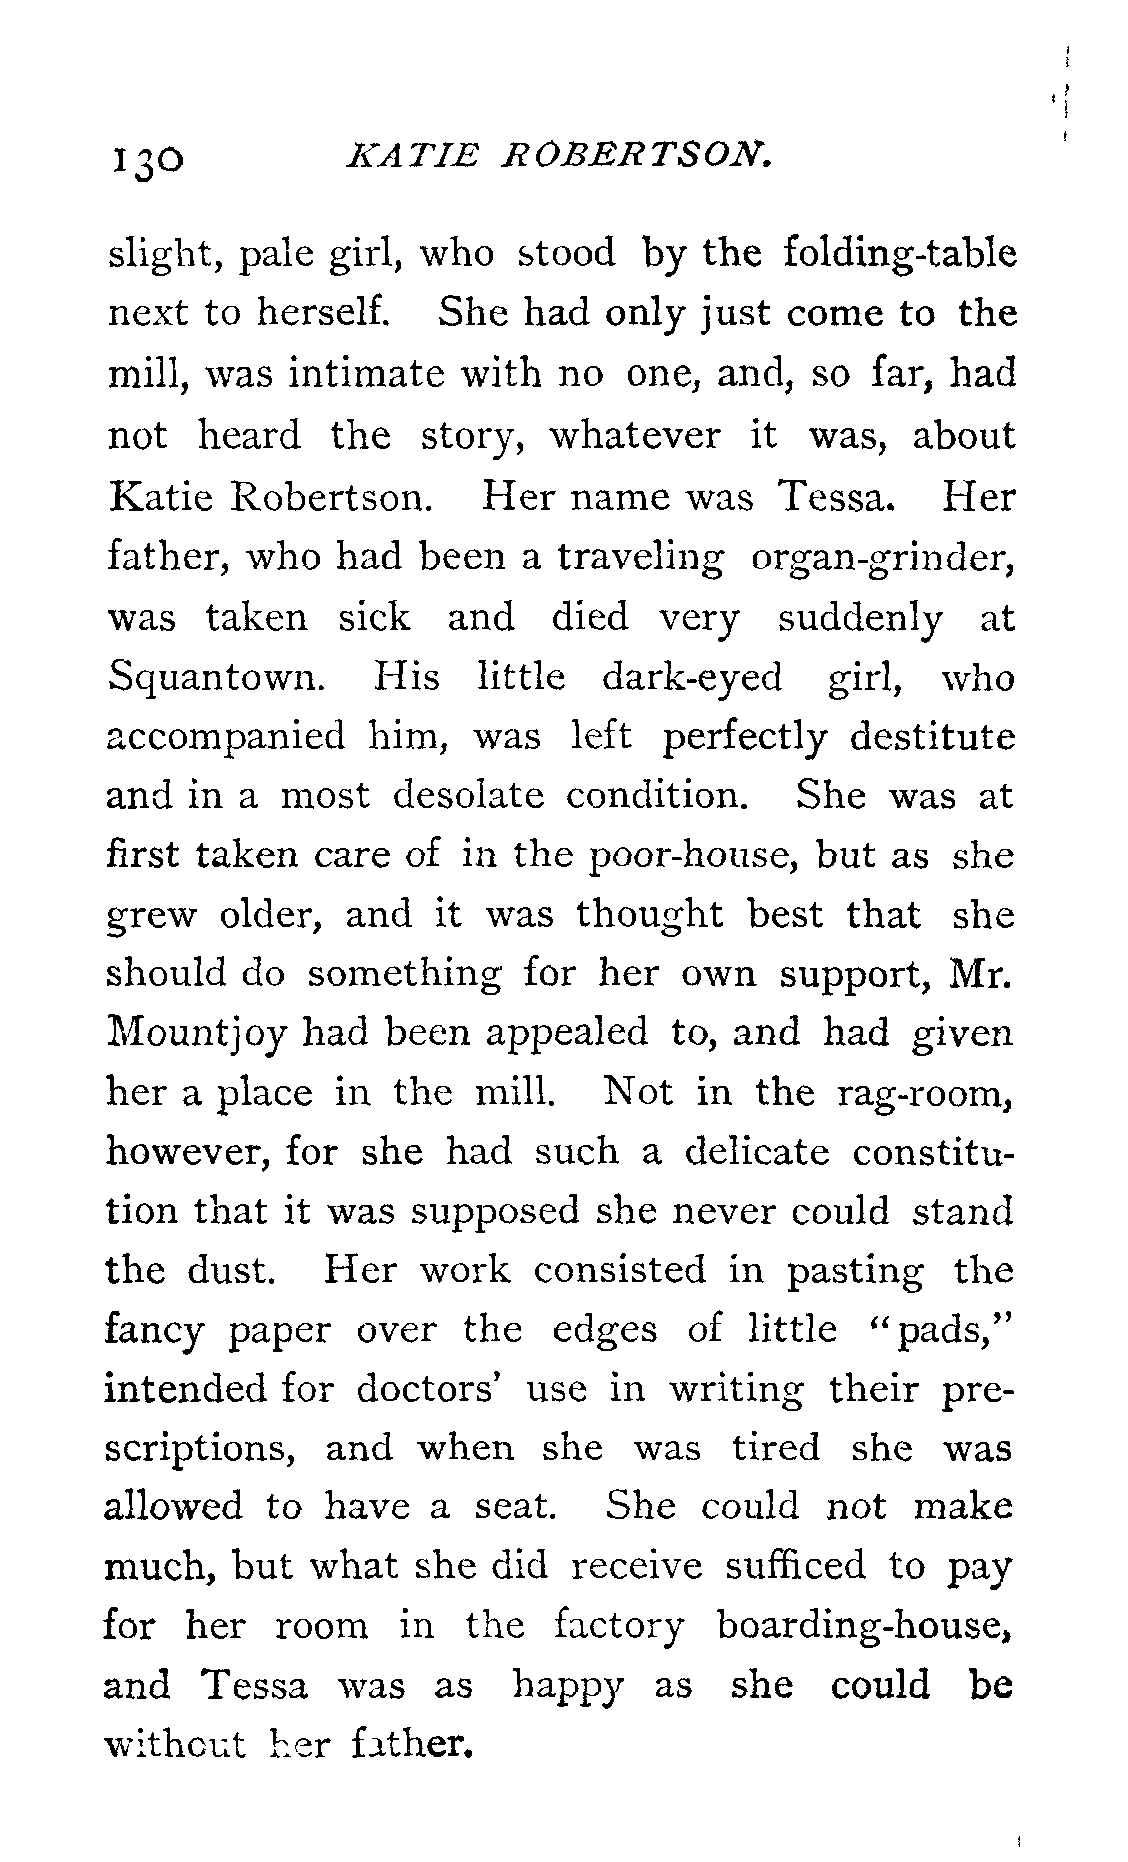 130 KATIE ROBERTSON.
slight, pale girl, who stood by the folding-table
next to herself. She had only just come to the
mill, was intimate with no one, and, so far, had
not heard the story, whatever it was, about
Katie Robertson. Her name was Tessa. Her
father, who had been a traveling organ-grinder,
was taken sick and died very suddenly at
Squantown. His little dark-eyed girl, who
accompanied him, was left perfectly destitute
and in a most desolate condition. She was at
first taken care of in the poor-house, but as she
grew older, and it was thought best that she
should do something for her own support, Mr.
Mountjoy had been appealed to, and had given
her a place in the mill. Not in the rag-room,
however, for she had such a delicate constitu-
tion that it was supposed she never could stand
the dust. Her work consisted in pasting the
fancy paper over the edges of little “pads,”
intended for doctors’ use in writing their pre-
scriptions, and when she was tired she was
allowed to have a seat. She could not make
much, but what she did receive sufficed to pay
for her room in the factory boarding-house,
and Tessa was as happy as she could be
without her father.